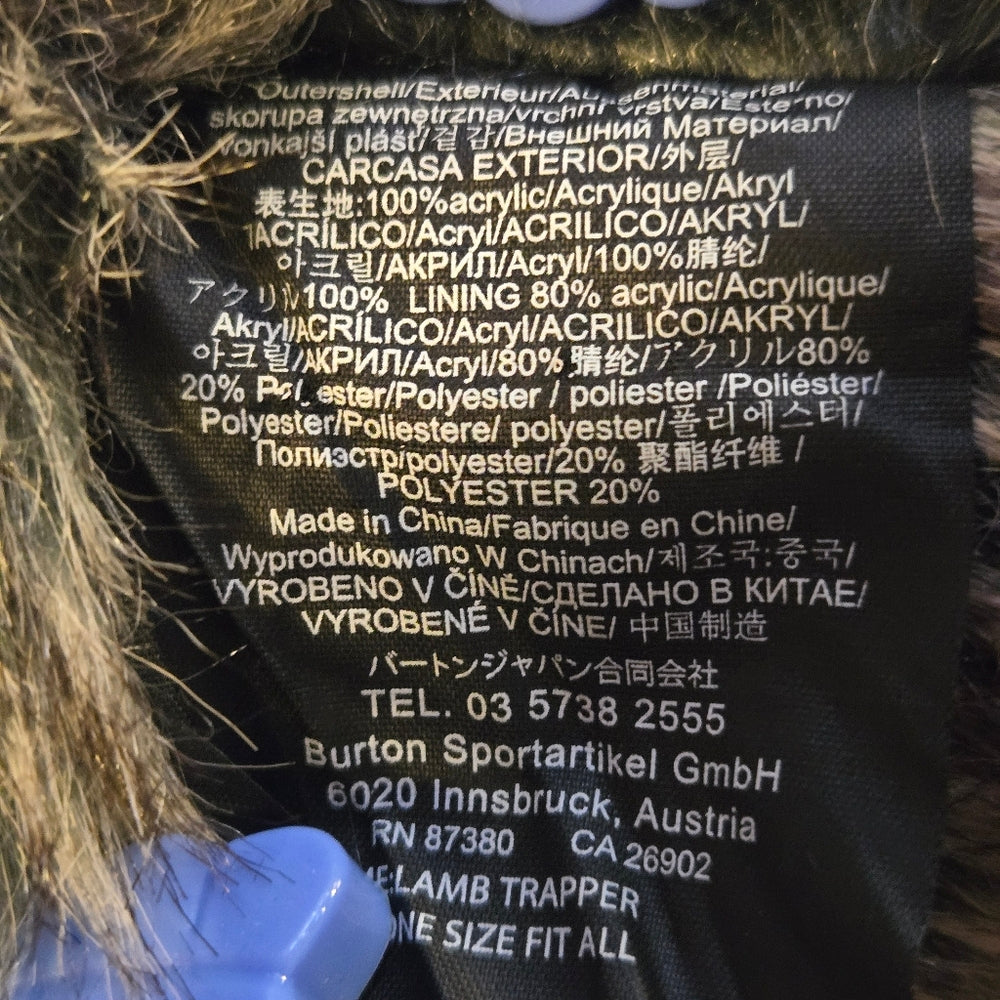 Outershell/Exterieur/Aussenmaterial/
skorupa zewnętrzna/vrchní vrstva/Esterno/
vonkajší plášť/겉 감/Внешний Материал/
CARCASA EXTERIOR/外层/
表生地:100%acrylic/Acrylique/Akryl
/ACRÍLICO/Acryl/ACRILICO/AKRYL/
아크릴/АКРИЛ/Acryl/100%腈纶/
アクリル100% LINING 80% acrylic/Acrylique/
Akryl/ACRÍLICO/Acryl/ACRILICO/AKRYL/
아크릴/АКРИЛ/Acryl/80%腈纶/アクリル80%
20% Polyester/Polyester / poliester /Poliéster/
Polyester/Poliestere/ polyester/폴리에스터/
Полиэстр/polyester/20% 聚酯纤维 /
POLYESTER 20%
Made in China/Fabrique en Chine/
Wyprodukowano W Chinach/제조국:중국/
VYROBENO V ČÍNĚ/СДЕЛАНО В КИТАЕ/
VYROBENÉ V ČÍNE/ 中国制造
バートンジャパン合同会社
TEL. 03 5738 2555
Burton Sportartikel GmbH
6020 Innsbruck, Austria
RN 87380 CA 26902
ME:LAMB TRAPPER
ONE SIZE FIT ALL